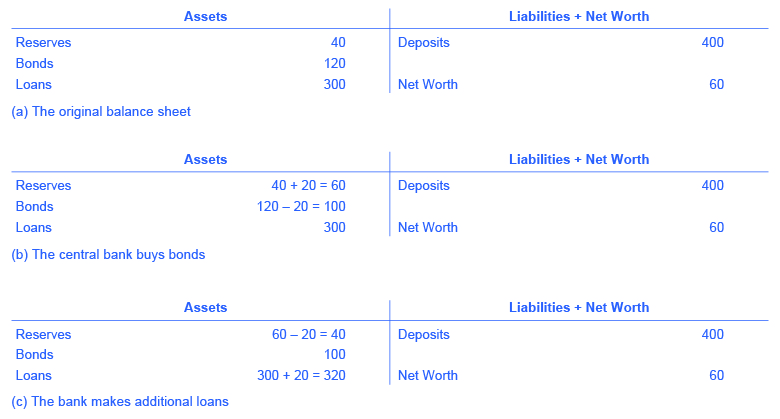 Assets Liabilities + Net Worth
Reserves 40 Deposits 400
Bonds 120
Loans 300 Net Worth 60
(a) The original balance sheet
Assets Liabilities + Net Worth
Reserves 40 + 20 = 60 Deposits 400
Bonds 120 – 20 = 100
Loans 300 Net Worth 60
(b) The central bank buys bonds
Assets Liabilities + Net Worth
Reserves 60 – 20 = 40 Deposits 400
Bonds 100
Loans 300 + 20 = 320 Net Worth 60
(c) The bank makes additional loans